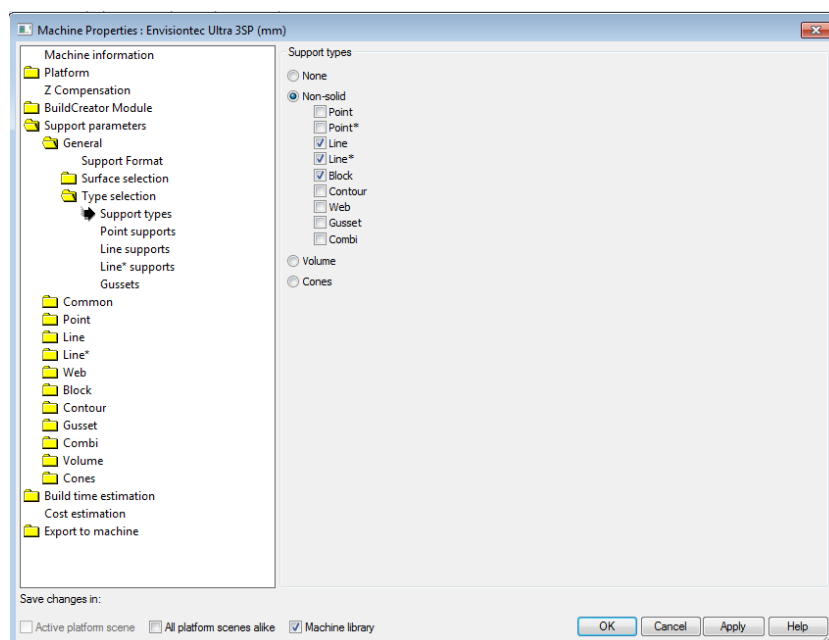 Machine Properties : Envisiontec Ultra 3SP (mm)
Machine information
Platform
Z Compensation
BuildCreator Module
Support parameters
General
Support Format
Surface selection
Type selection
Support types
Point supports
Line supports
Line* supports
Gussets
Common
Point
Line
Line*
Web
Block
Contour
Gusset
Combi
Volume
Cones
Build time estimation
Cost estimation
Export to machine
Support types
None
Non-solid
Point
Point*
Line
Line*
Block
Contour
Web
Gusset
Combi
Volume
Cones
Save changes in:
Active platform scene All platform scenes alike Machine library OK Cancel Apply Help